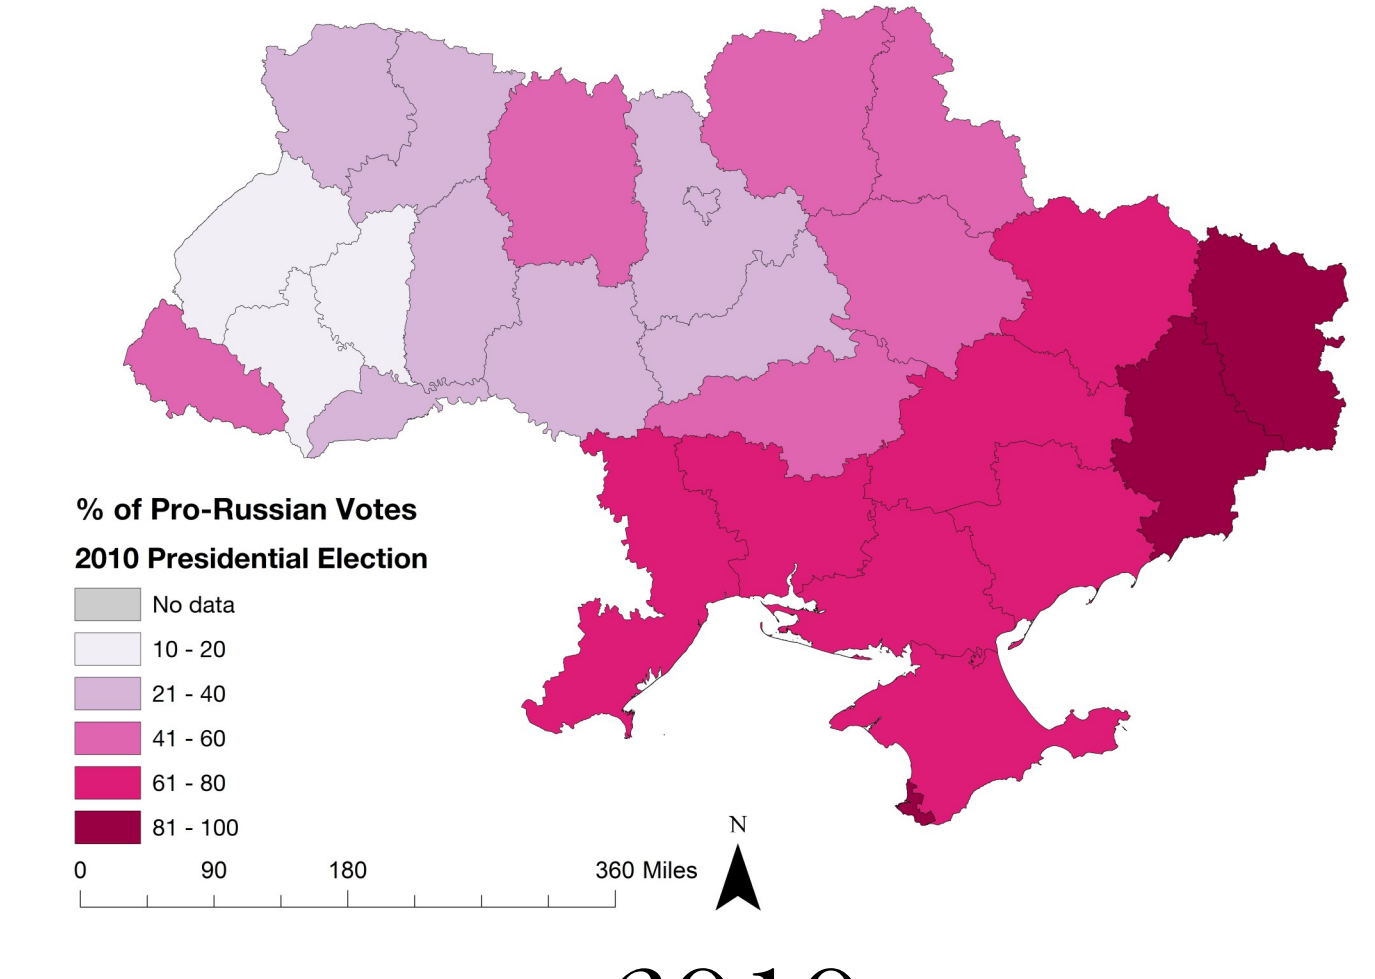 % of Pro-Russian Votes
2010 Presidential Election
No data
10 - 20
21 - 40
41 - 60
61 - 80
81 - 100
0 90 180 360 Miles
N
2010